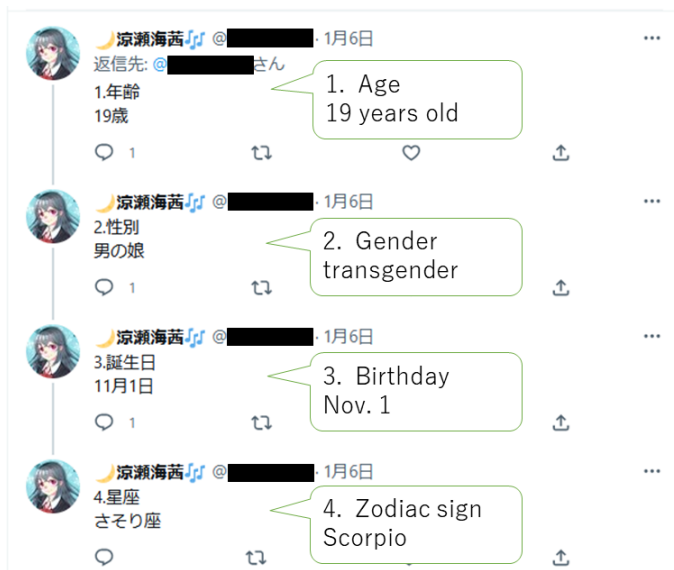 🌙涼瀬海茜🎶 @ · 1月6日
返信先: @ さん
1.年齢
19歳
1. Age
19 years old
1
🌙涼瀬海茜🎶 @ · 1月6日
2.性別
男の娘
2. Gender
transgender
1
🌙涼瀬海茜🎶 @ · 1月6日
3.誕生日
11月1日
3. Birthday
Nov. 1
1
🌙涼瀬海茜🎶 @ · 1月6日
4.星座
さそり座
4. Zodiac sign
Scorpio